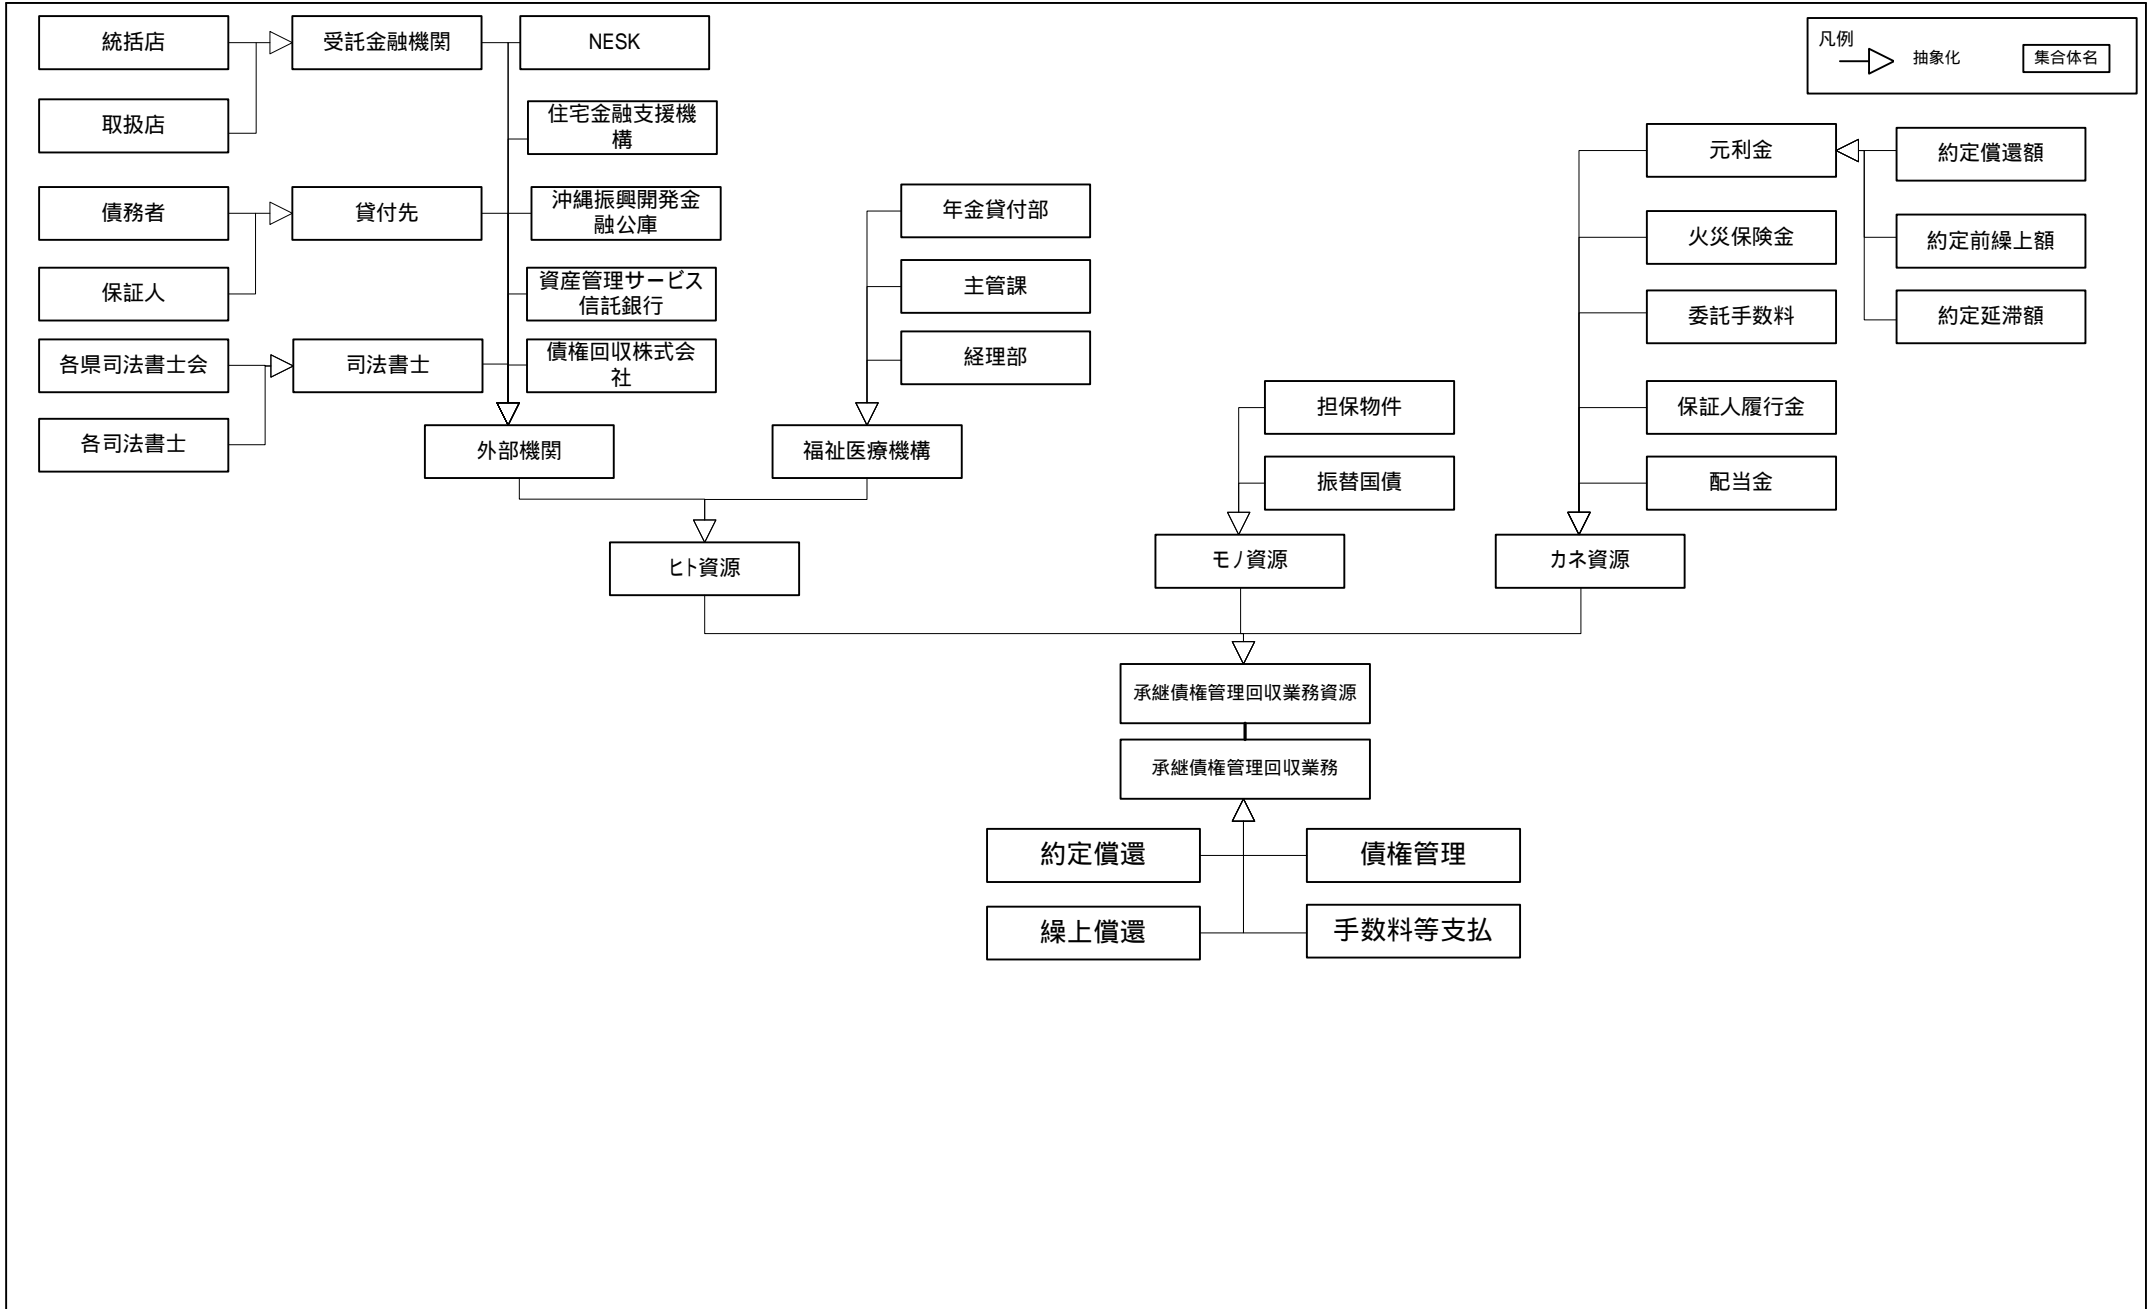 統括店
受託金融機関
NESK
凡例
抽象化
集合体名
取扱店
住宅金融支援機
構
元利金
約定償還額
債務者
貸付先
沖縄振興開発金
融公庫
年金貸付部
火災保険金
約定前繰上額
保証人
資産管理サービス
信託銀行
主管課
委託手数料
約定延滞額
各県司法書士会
司法書士
債権回収株式会
社
経理部
担保物件
保証人履行金
各司法書士
外部機関
福祉医療機構
振替国債
配当金
ヒト資源
モノ資源
カネ資源
承継債権管理回収業務資源
承継債権管理回収業務
約定償還
債権管理
繰上償還
手数料等支払